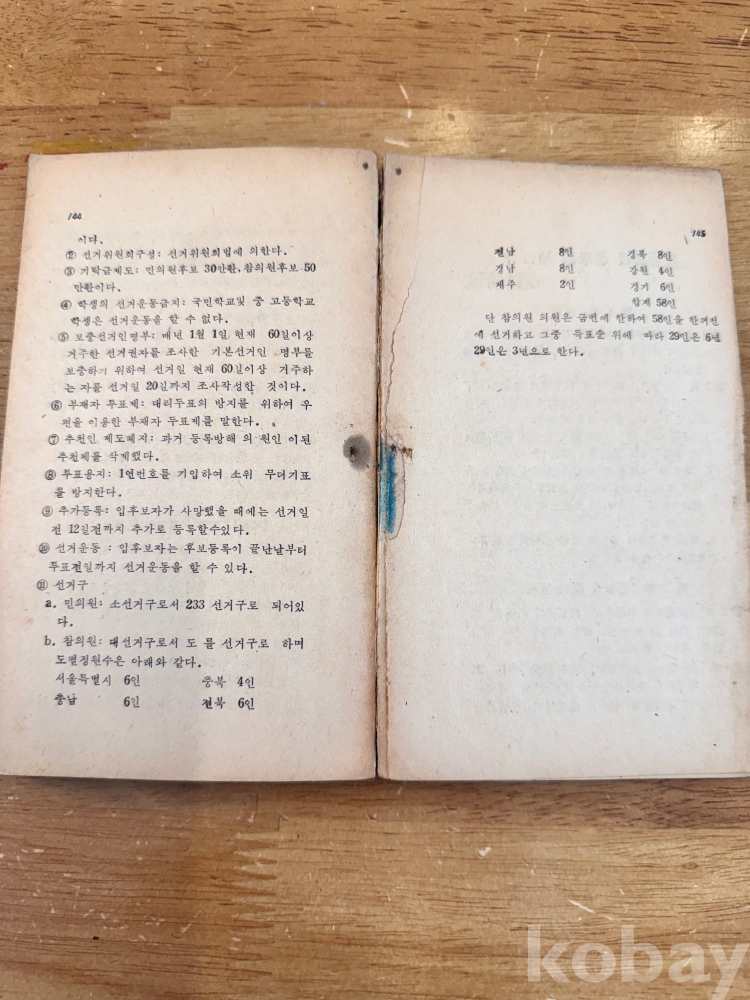 144
이다.
② 선거위원회구성: 선거위원회법에 의한다.
③ 기탁금제도: 민의원후보 30만환,참의원후보 50
만환이다.
④ 학생의 선거운동금지: 국민학교및 중 고등학교
학생은 선거운동을 할 수 없다.
⑤ 보충선거인명부: 매년 1월 1일 현재 60일이상
거주한 선거권자를 조사한 기본선거인 명부를
보충하기 위하여 선거일 현재 60일이상 거주하
는 자를 선거일 20일까지 조사작성한 것이다.
⑥ 부재자 투표제: 대리투표의 방지를 위하여 우
편을 이용한 부재자 투표제를 말한다.
⑦ 추천인 제도폐지: 과거 등록방해 의 원인 이된
추천제를 삭게했다.
⑧ 투표용지: 1연번호를 기입하여 소위 무더기표
를 방지한다.
⑨ 추가등록: 입후보자가 사망했을 때에는 선거일
전 12일전까지 추가로 등록할수있다.
⑩ 선거운동 : 입후보자는 후보등록이 끝난날부터
투표전일까지 선거운동을 할 수 있다.
⑪ 선거구
a. 민의원: 소선거구로서 233 선거구로 되어있
다.
b. 참의원: 대선거구로서 도 를 선거구로 하며
도별정원수은 아래와 같다.
서울특별시 6인 충북 4인
충남 6인 전북 6인
145
전남 8인 경북 8인
경남 8인 강원 4인
제주 2인 경기 6인
합계 58인
단 참의원 의원은 금번에 한하여 58인을 한꺼번
에 선거하고 그중 득표순 위에 따라 29인은 6년
29인은 3년으로 한다.
kobay